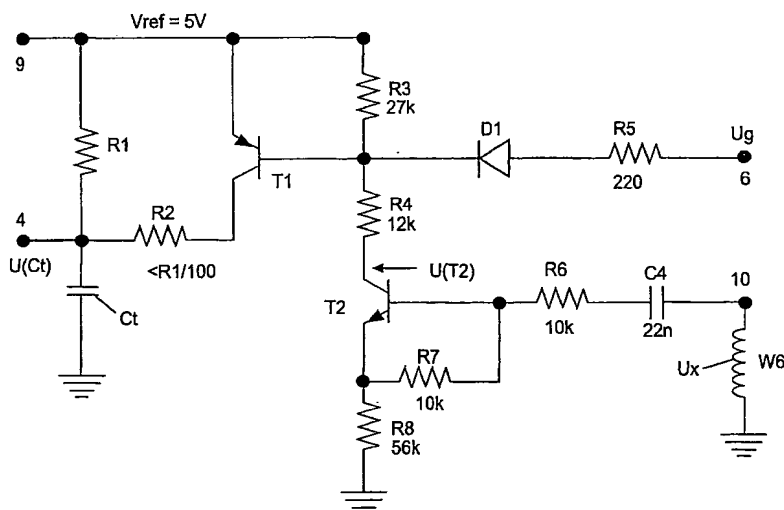 Vref = 5V
9
R3
27k
D1
R5
Ug
R1
T1
220
6
4
R2
R4
12k
U(Ct)
<R1/100
U(T2)
R6
C4
10
Ct
T2
10k
22n
R7
Ux
W6
10k
R8
56k